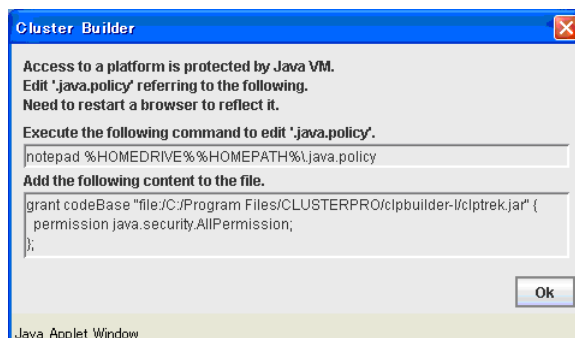 Cluster Builder
Access to a platform is protected by Java VM.
Edit '.java.policy' referring to the following.
Need to restart a browser to reflect it.
Execute the following command to edit '.java.policy'.
notepad %HOMEDRIVE%%HOMEPATH%\.java.policy
Add the following content to the file.
grant codeBase "file:/C:/Program Files/CLUSTERPRO/clpbuilder-l/clptrek.jar" {
  permission java.security.AllPermission;
};
Ok
Java Applet Window